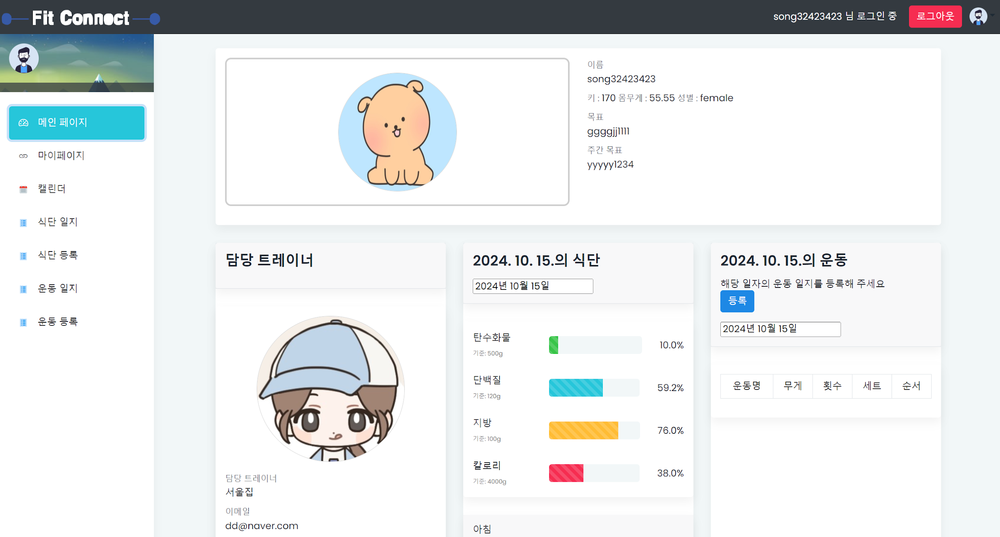 Fit Connect
song32423423 님 로그인 중
로그아웃
메인 페이지
마이페이지
캘린더
식단 일지
식단 등록
운동 일지
운동 등록
이름
song32423423
키 : 170 몸무게 : 55.55 성별 : female
목표
ggggjj1111
주간 목표
yyyyy1234
담당 트레이너
담당 트레이너
서울집
이메일
dd@naver.com
2024. 10. 15.의 식단
2024년 10월 15일
탄수화물
기준: 500g
10.0%
단백질
기준: 120g
59.2%
지방
기준: 100g
76.0%
칼로리
기준: 4000g
38.0%
아침
2024. 10. 15.의 운동
해당 일자의 운동 일지를 등록해 주세요
등록
2024년 10월 15일
운동명 무게 횟수 세트 순서